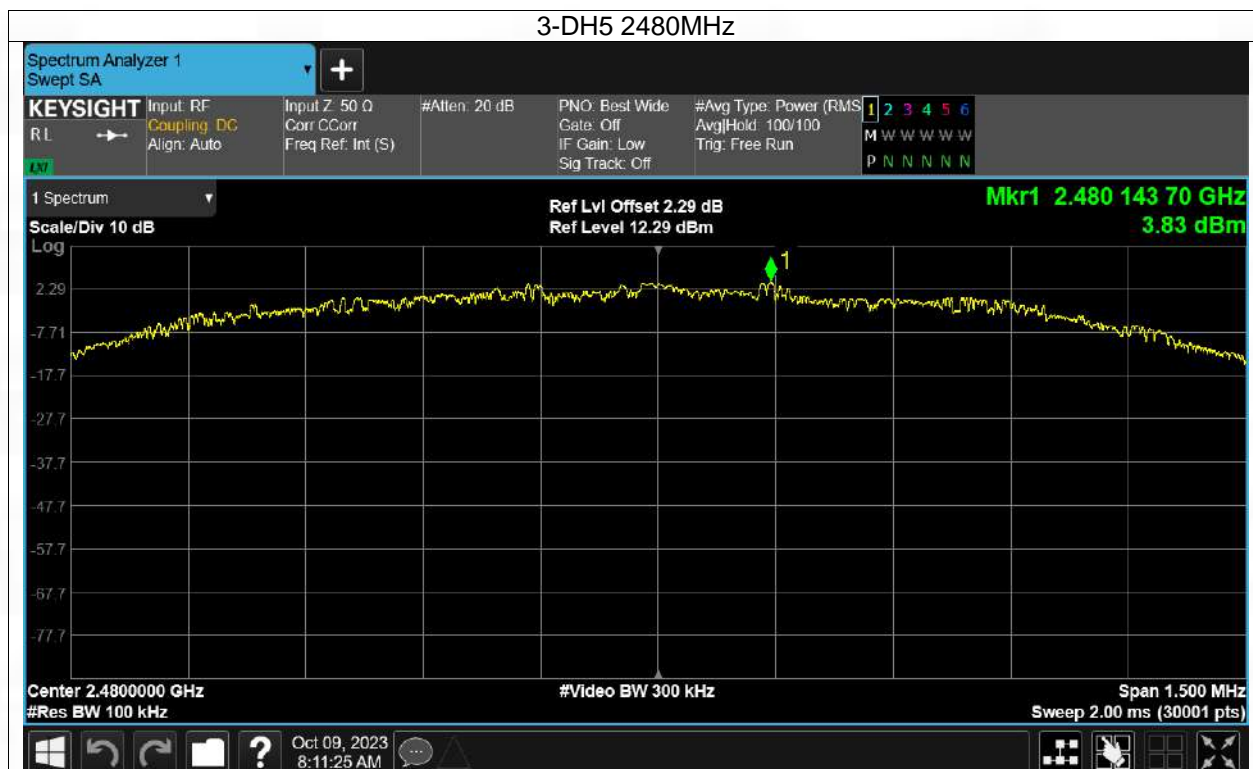 3-DH5 2480MHz
Spectrum Analyzer 1
Swept SA
+
KEYSIGHT
RL
LXI
Input: RF
Coupling: DC
Align: Auto
Input Z: 50 Ω
Corr CCorr
Freq Ref: Int (S)
#Atten: 20 dB
PNO: Best Wide
Gate: Off
IF Gain: Low
Sig Track: Off
#Avg Type: Power (RMS
Avg|Hold: 100/100
Trig: Free Run
1 2 3 4 5 6
M W W W W W
P N N N N N
1 Spectrum
Scale/Div 10 dB
Log
Ref Lvl Offset 2.29 dB
Ref Level 12.29 dBm
Mkr1 2.480 143 70 GHz
3.83 dBm
1
2.29
-7.71
-17.7
-27.7
-37.7
-47.7
-57.7
-67.7
-77.7
Center 2.4800000 GHz
#Res BW 100 kHz
#Video BW 300 kHz
Span 1.500 MHz
Sweep 2.00 ms (30001 pts)
?
Oct 09, 2023
8:11:25 AM